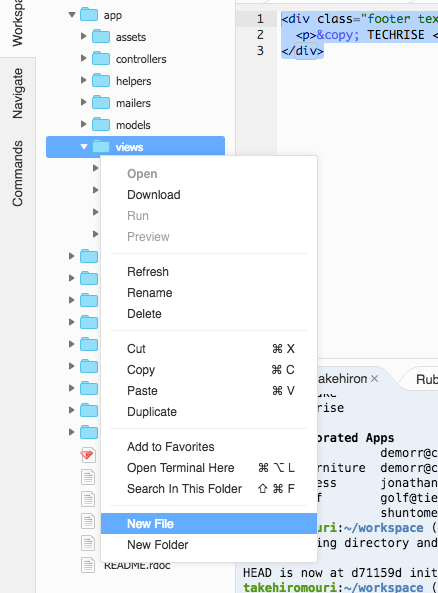 Workspa
Navigate
Commands
app
assets
controllers
helpers
mailers
models
views
Open
Download
Run
Preview
Refresh
Rename
Delete
Cut ⌘ X
Copy ⌘ C
Paste ⌘ V
Duplicate
Add to Favorites
Open Terminal Here ⌘ ⌥ L
Search In This Folder ⇧ ⌘ F
New File
New Folder
README.rdoc
1 <div class="footer tex
2 <p>&copy; TECHRISE <
3 </div>
akehirom ×
Rub
rise
orated Apps
demorr@c
rniture demorr@c
ess jonathan
f golf@tie
shuntome
ouri:~/workspace (
ing directory and
HEAD is now at d71159d init
takehiromouri:~/workspace (